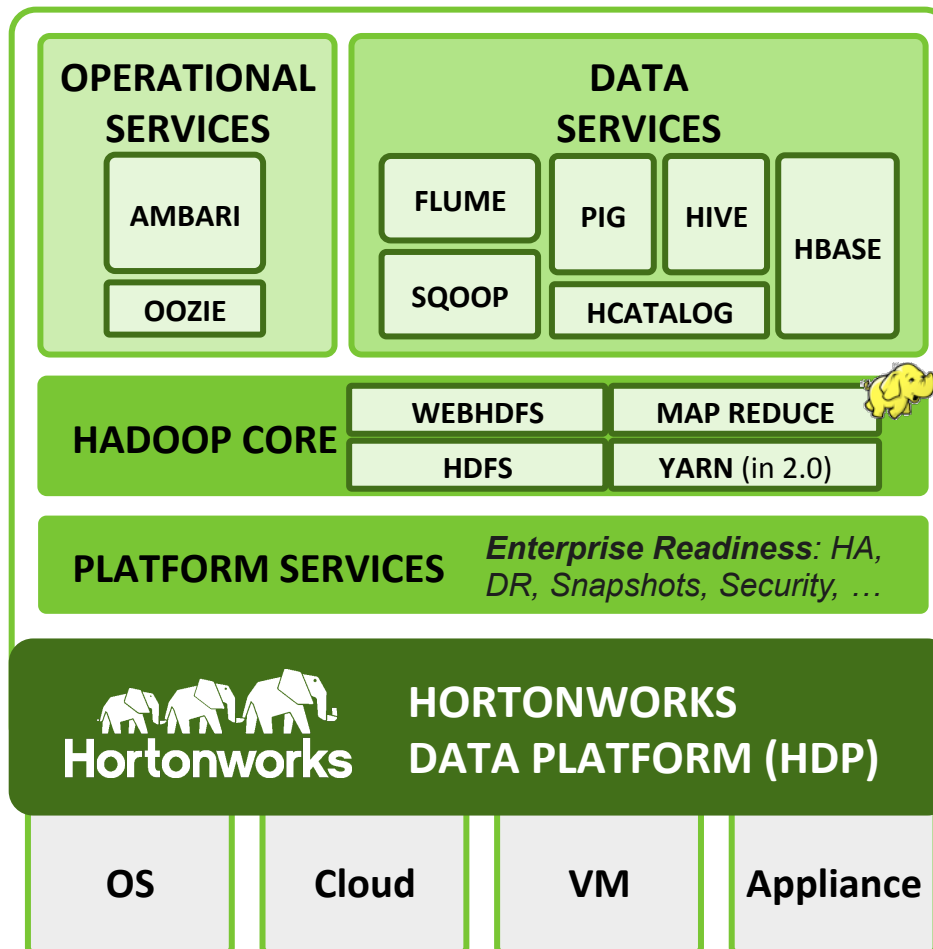 OPERATIONAL
SERVICES
AMBARI
OOZIE
DATA
SERVICES
FLUME
SQOOP
PIG
HIVE
HCATALOG
HBASE
HADOOP CORE
WEBHDFS
MAP REDUCE
HDFS
YARN (in 2.0)
PLATFORM SERVICES
Enterprise Readiness: HA,
DR, Snapshots, Security, …
Hortonworks
HORTONWORKS
DATA PLATFORM (HDP)
OS
Cloud
VM
Appliance